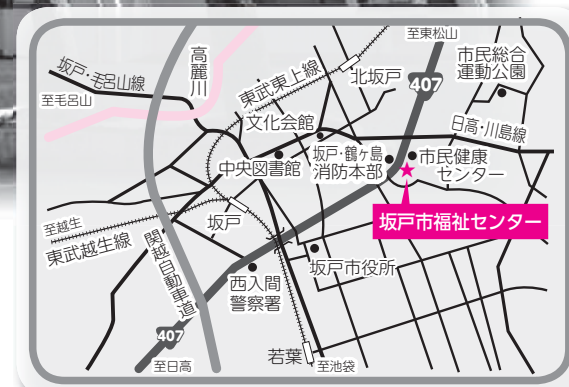 至東松山
坂戸・毛呂山線
高麗川
東武東上線
北坂戸
市民総合
運動公園
407
至毛呂山
文化会館
日高・川島線
中央図書館
坂戸・鶴ヶ島
消防本部
市民健康
センター
坂戸
坂戸市福祉センター
至越生
東武越生線
関越自動車道
坂戸市役所
西入間
警察署
407
至日高
若葉
至池袋